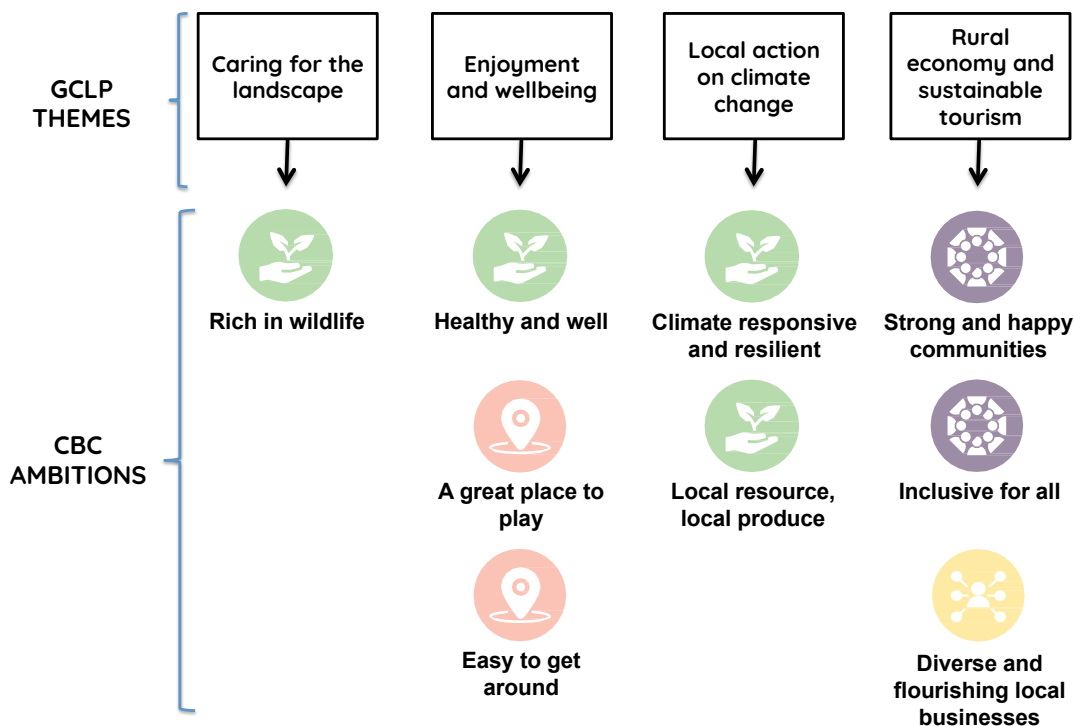 GCLP
THEMES
Caring for the
landscape
Enjoyment
and wellbeing
Local action
on climate
change
Rural
economy and
sustainable
tourism
CBC
AMBITIONS
Rich in wildlife
Healthy and well
Climate responsive
and resilient
Strong and happy
communities
A great place to
play
Local resource,
local produce
Inclusive for all
Easy to get
around
Diverse and
flourishing local
businesses